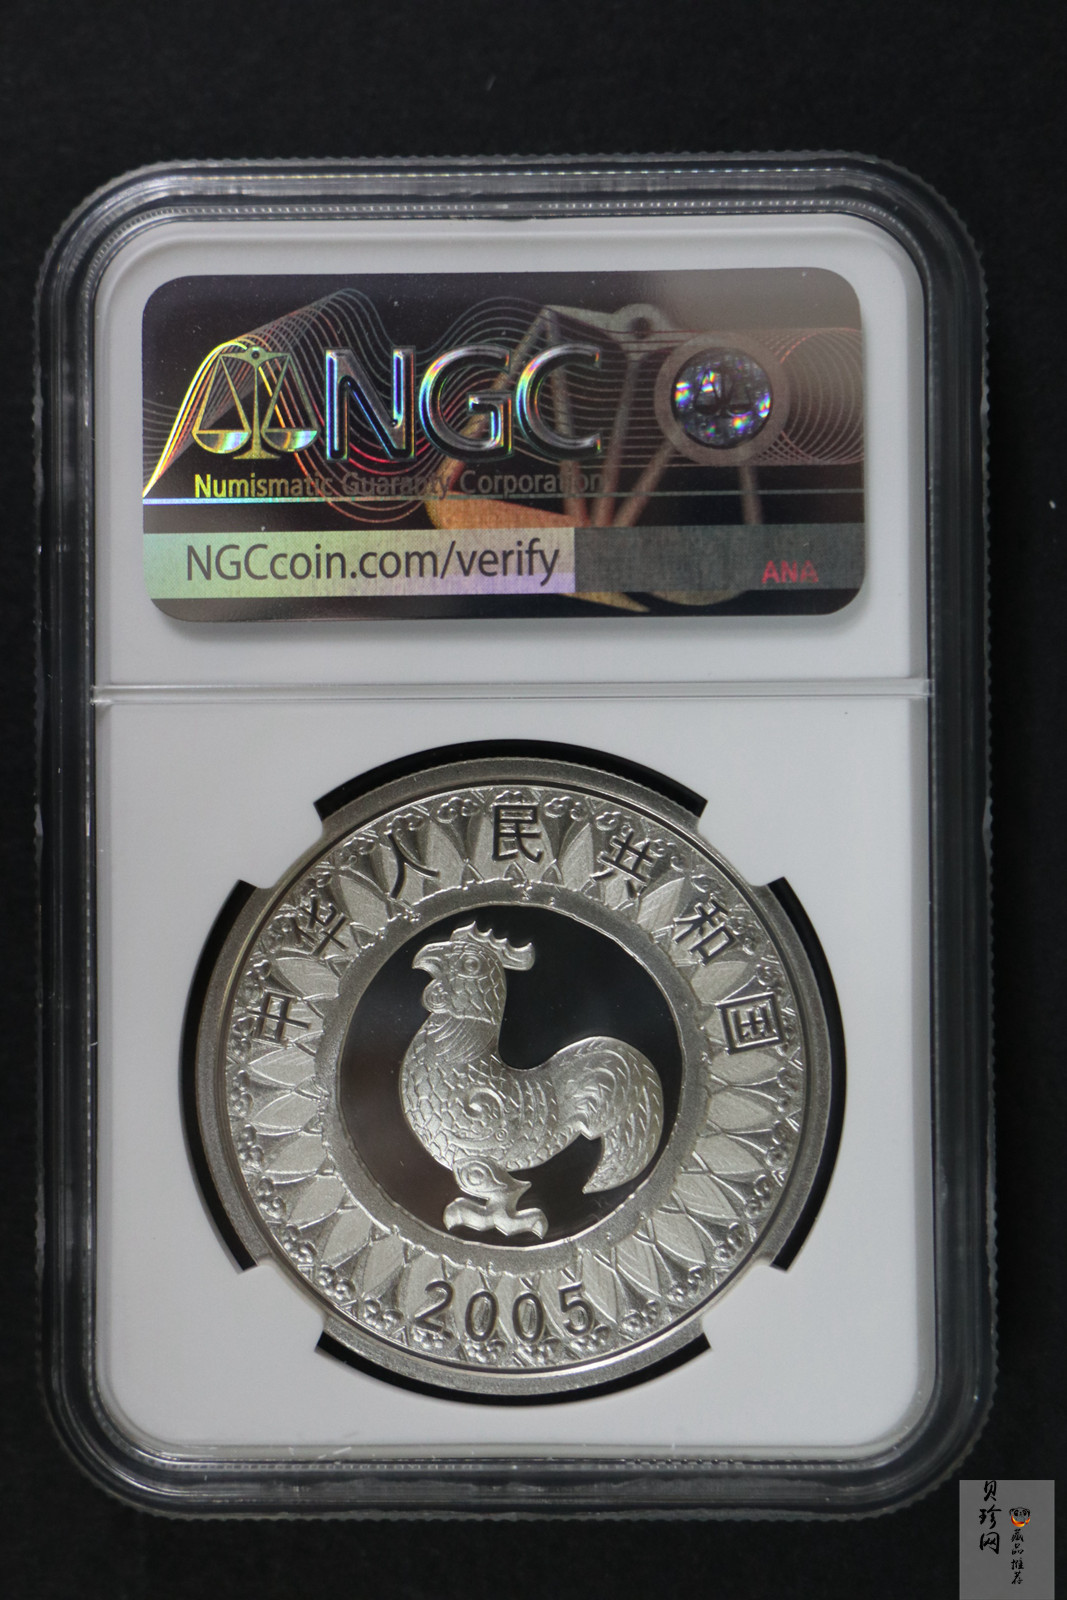 NGC
Numismatic Guaranty Corporation
NGCcoin.com/verify
ANA
中华人民共和国
2005
贝珍网
藏品推荐